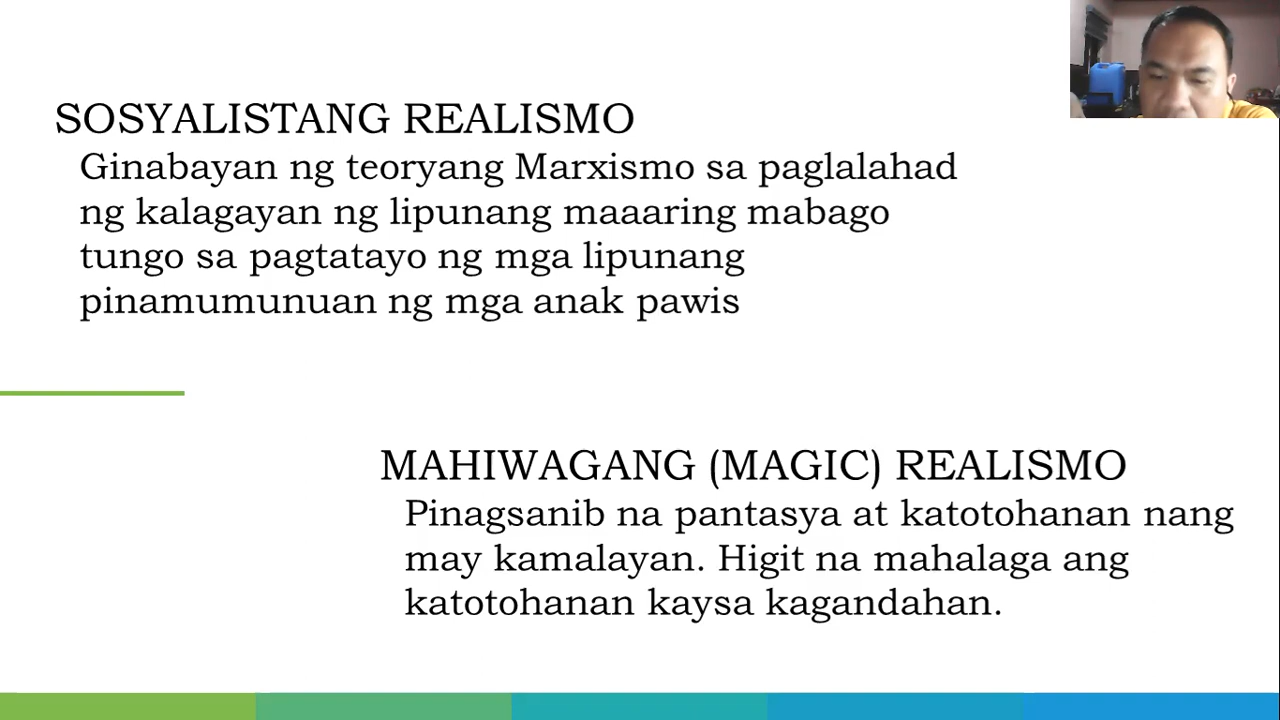 SOSYALISTANG REALISMO
Ginabayan ng teoryang Marxismo sa paglalahad
ng kalagayan ng lipunang maaaring mabago
tungo sa pagtatayo ng mga lipunang
pinamumunuan ng mga anak pawis
MAHIWAGANG (MAGIC) REALISMO
Pinagsanib na pantasya at katotohanan nang
may kamalayan. Higit na mahalaga ang
katotohanan kaysa kagandahan.